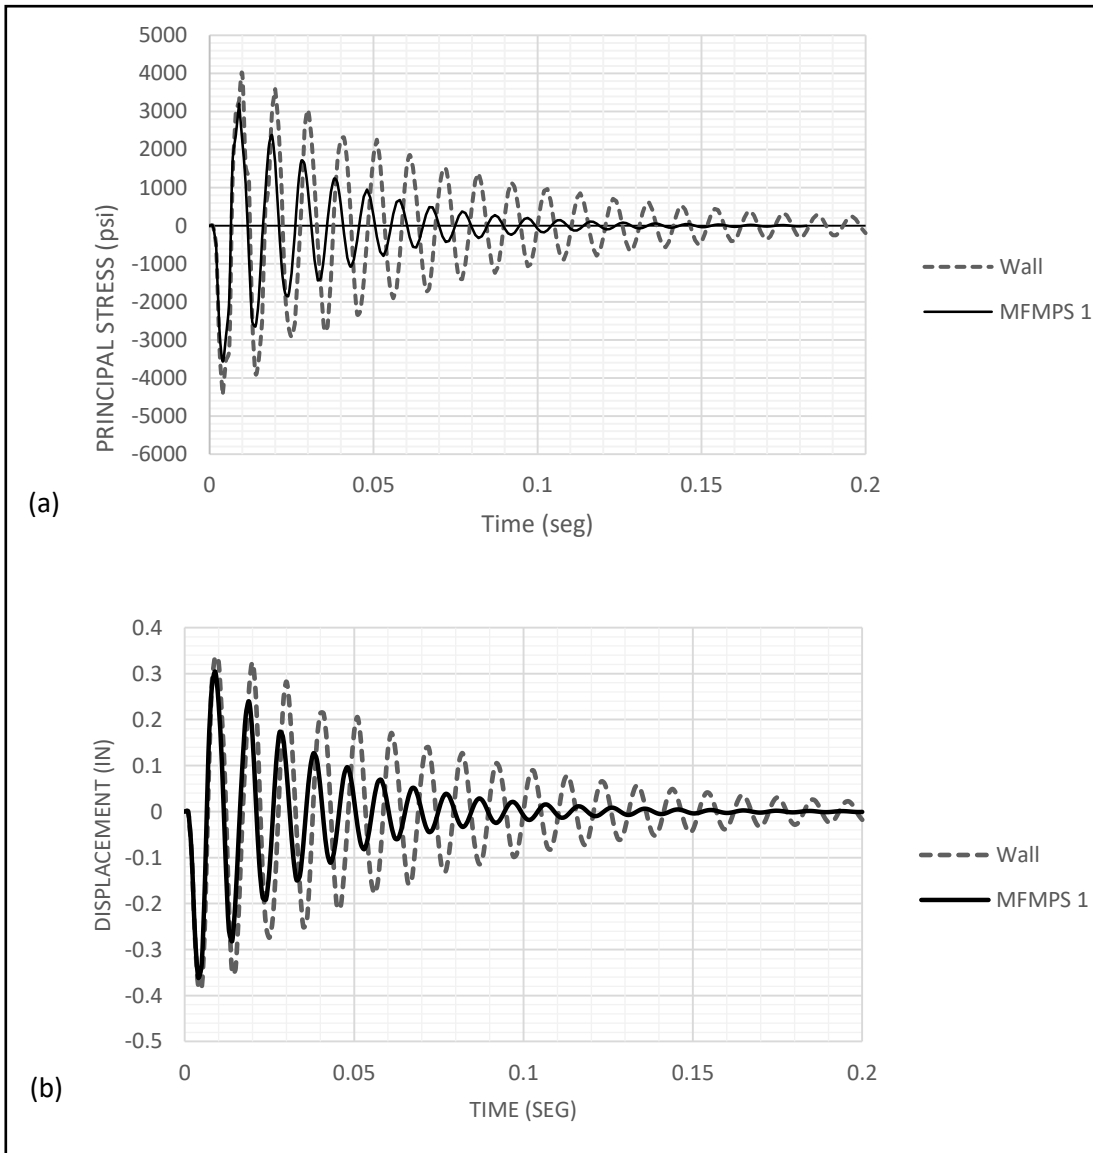 5000
4000
3000
2000
1000
0
-1000
-2000
-3000
-4000
-5000
-6000
PRINCIPAL STRESS (psi)
0 0.05 0.1 0.15 0.2
Time (seg)
Wall
MFMPS 1
(a)
0.4
0.3
0.2
0.1
0
-0.1
-0.2
-0.3
-0.4
-0.5
DISPLACEMENT (IN)
0 0.05 0.1 0.15 0.2
TIME (SEG)
Wall
MFMPS 1
(b)